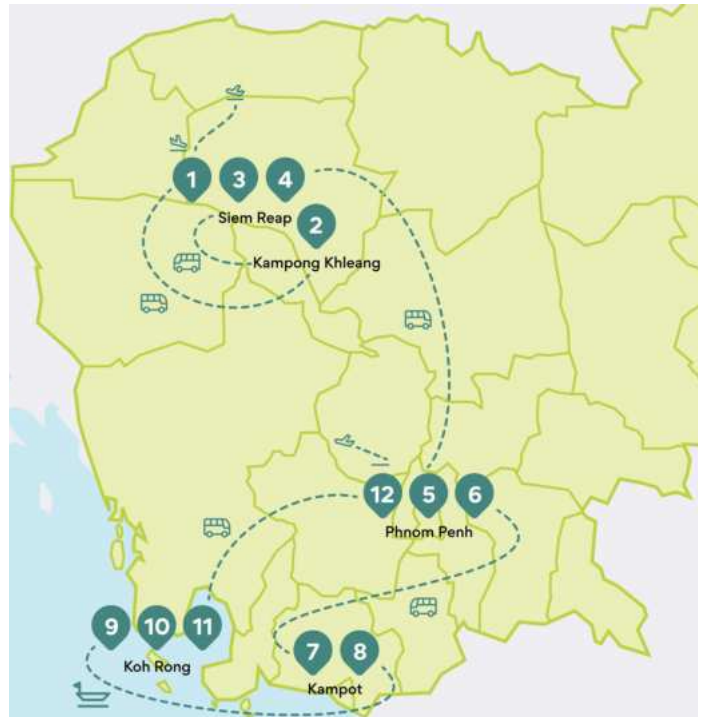 1 3 4
Siem Reap
2
Kampong Khleang
12 5 6
Phnom Penh
9 10 11
Koh Rong
7 8
Kampot